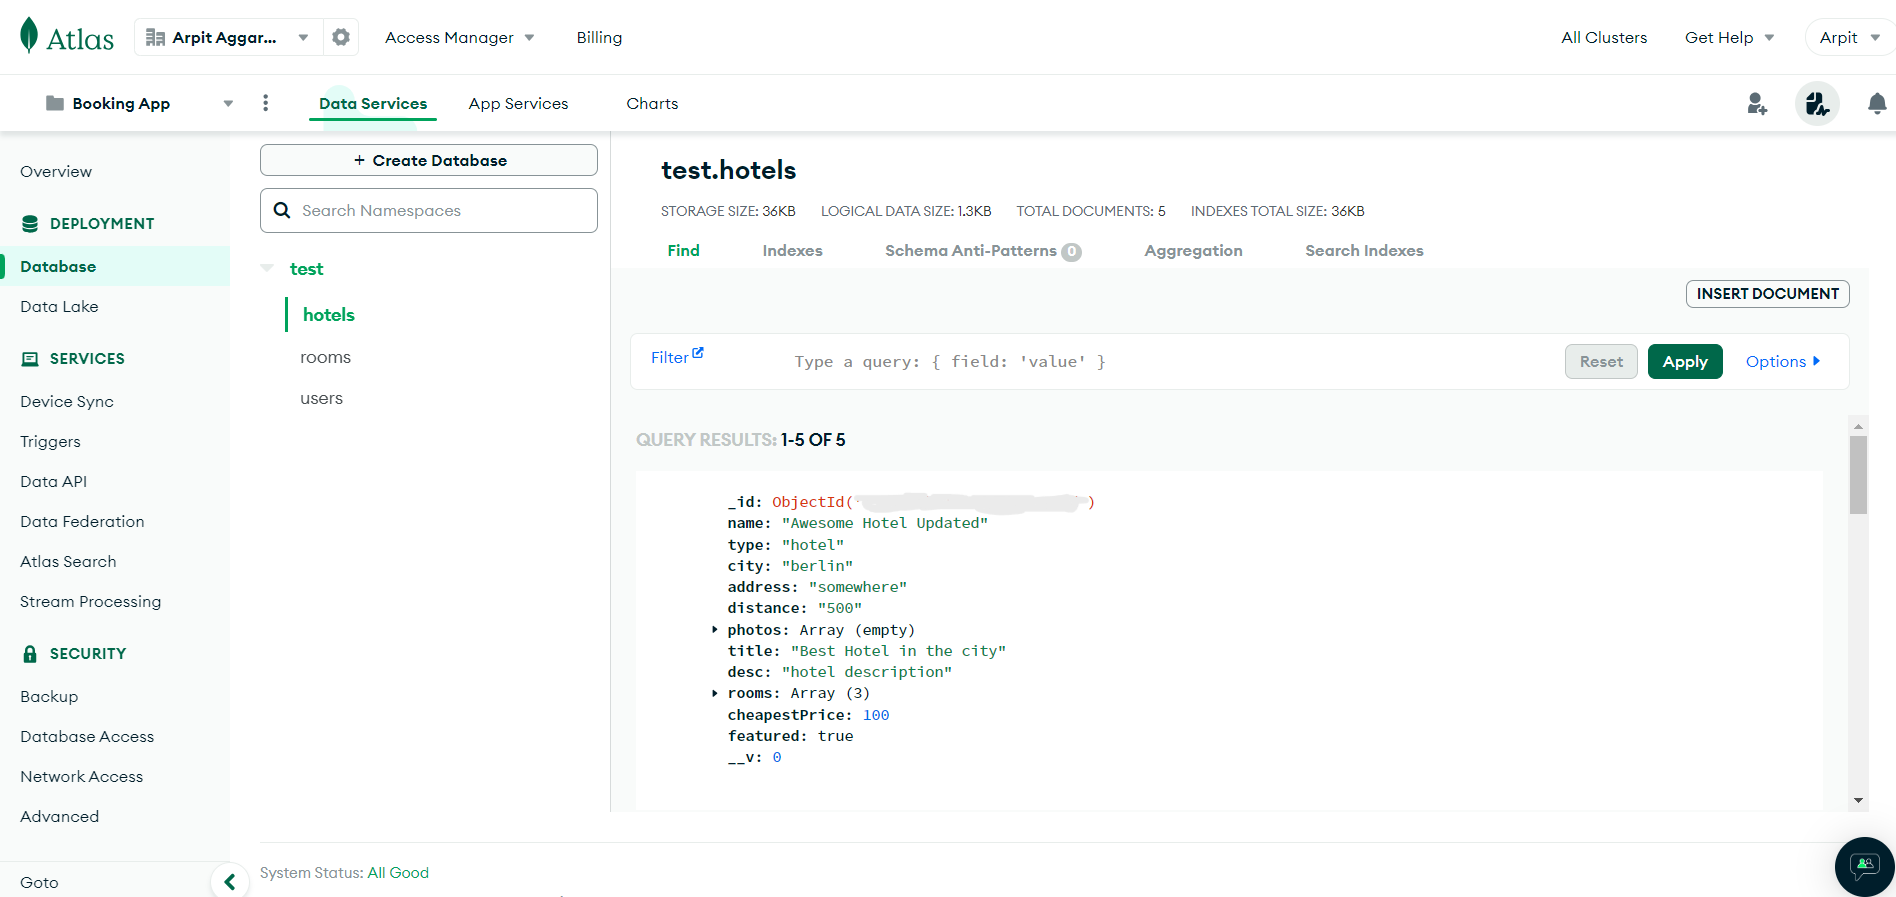 Atlas
Arpit Aggar...
Access Manager
Billing
All Clusters
Get Help
Arpit
Booking App
Data Services
App Services
Charts
Overview
DEPLOYMENT
Database
Data Lake
SERVICES
Device Sync
Triggers
Data API
Data Federation
Atlas Search
Stream Processing
SECURITY
Backup
Database Access
Network Access
Advanced
Goto
+ Create Database
Search Namespaces
test
hotels
rooms
users
test.hotels
STORAGE SIZE: 36KB LOGICAL DATA SIZE: 1.3KB TOTAL DOCUMENTS: 5 INDEXES TOTAL SIZE: 36KB
Find Indexes Schema Anti-Patterns 0 Aggregation Search Indexes
INSERT DOCUMENT
Filter
Type a query: { field: 'value' }
Reset
Apply
Options
QUERY RESULTS: 1-5 OF 5
_id: ObjectId( )
name: "Awesome Hotel Updated"
type: "hotel"
city: "berlin"
address: "somewhere"
distance: "500"
photos: Array (empty)
title: "Best Hotel in the city"
desc: "hotel description"
rooms: Array (3)
cheapestPrice: 100
featured: true
__v: 0
System Status: All Good